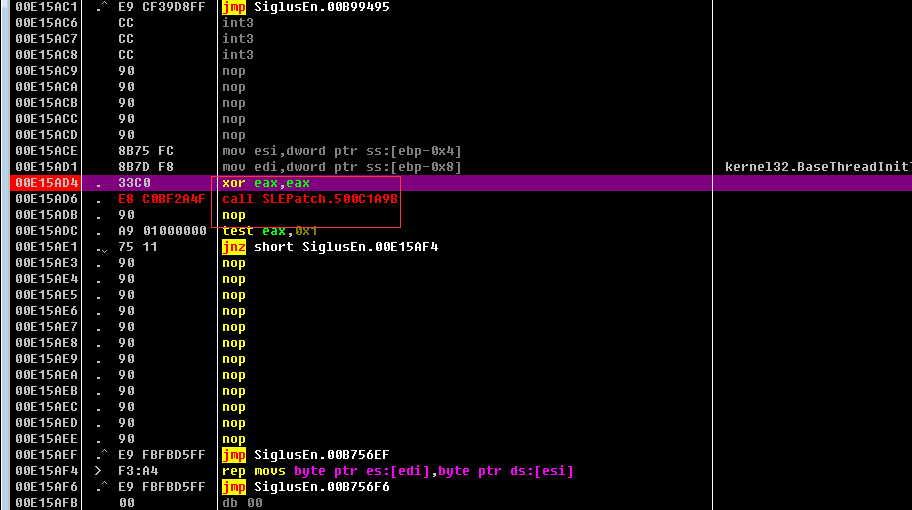 00E15AC1 .^ E9 CF39D8FF jmp SiglusEn.00B99495
00E15AC6 CC int3
00E15AC7 CC int3
00E15AC8 CC int3
00E15AC9 90 nop
00E15ACA 90 nop
00E15ACB 90 nop
00E15ACC 90 nop
00E15ACD 90 nop
00E15ACE 8B75 FC mov esi,dword ptr ss:[ebp-0x4]
00E15AD1 8B7D F8 mov edi,dword ptr ss:[ebp-0x8] kernel32.BaseThreadInitT
00E15AD4 . 33C0 xor eax,eax
00E15AD6 . E8 C0BF2A4F call SLEPatch.500C1A9B
00E15ADB . 90 nop
00E15ADC . A9 01000000 test eax,0x1
00E15AE1 .⌄ 75 11 jnz short SiglusEn.00E15AF4
00E15AE3 . 90 nop
00E15AE4 . 90 nop
00E15AE5 . 90 nop
00E15AE6 . 90 nop
00E15AE7 . 90 nop
00E15AE8 . 90 nop
00E15AE9 . 90 nop
00E15AEA . 90 nop
00E15AEB . 90 nop
00E15AEC . 90 nop
00E15AED . 90 nop
00E15AEE . 90 nop
00E15AEF .^ E9 FBFBD5FF jmp SiglusEn.00B756EF
00E15AF4 > F3:A4 rep movs byte ptr es:[edi],byte ptr ds:[esi]
00E15AF6 .^ E9 FBFBD5FF jmp SiglusEn.00B756F6
00E15AFB 00 db 00